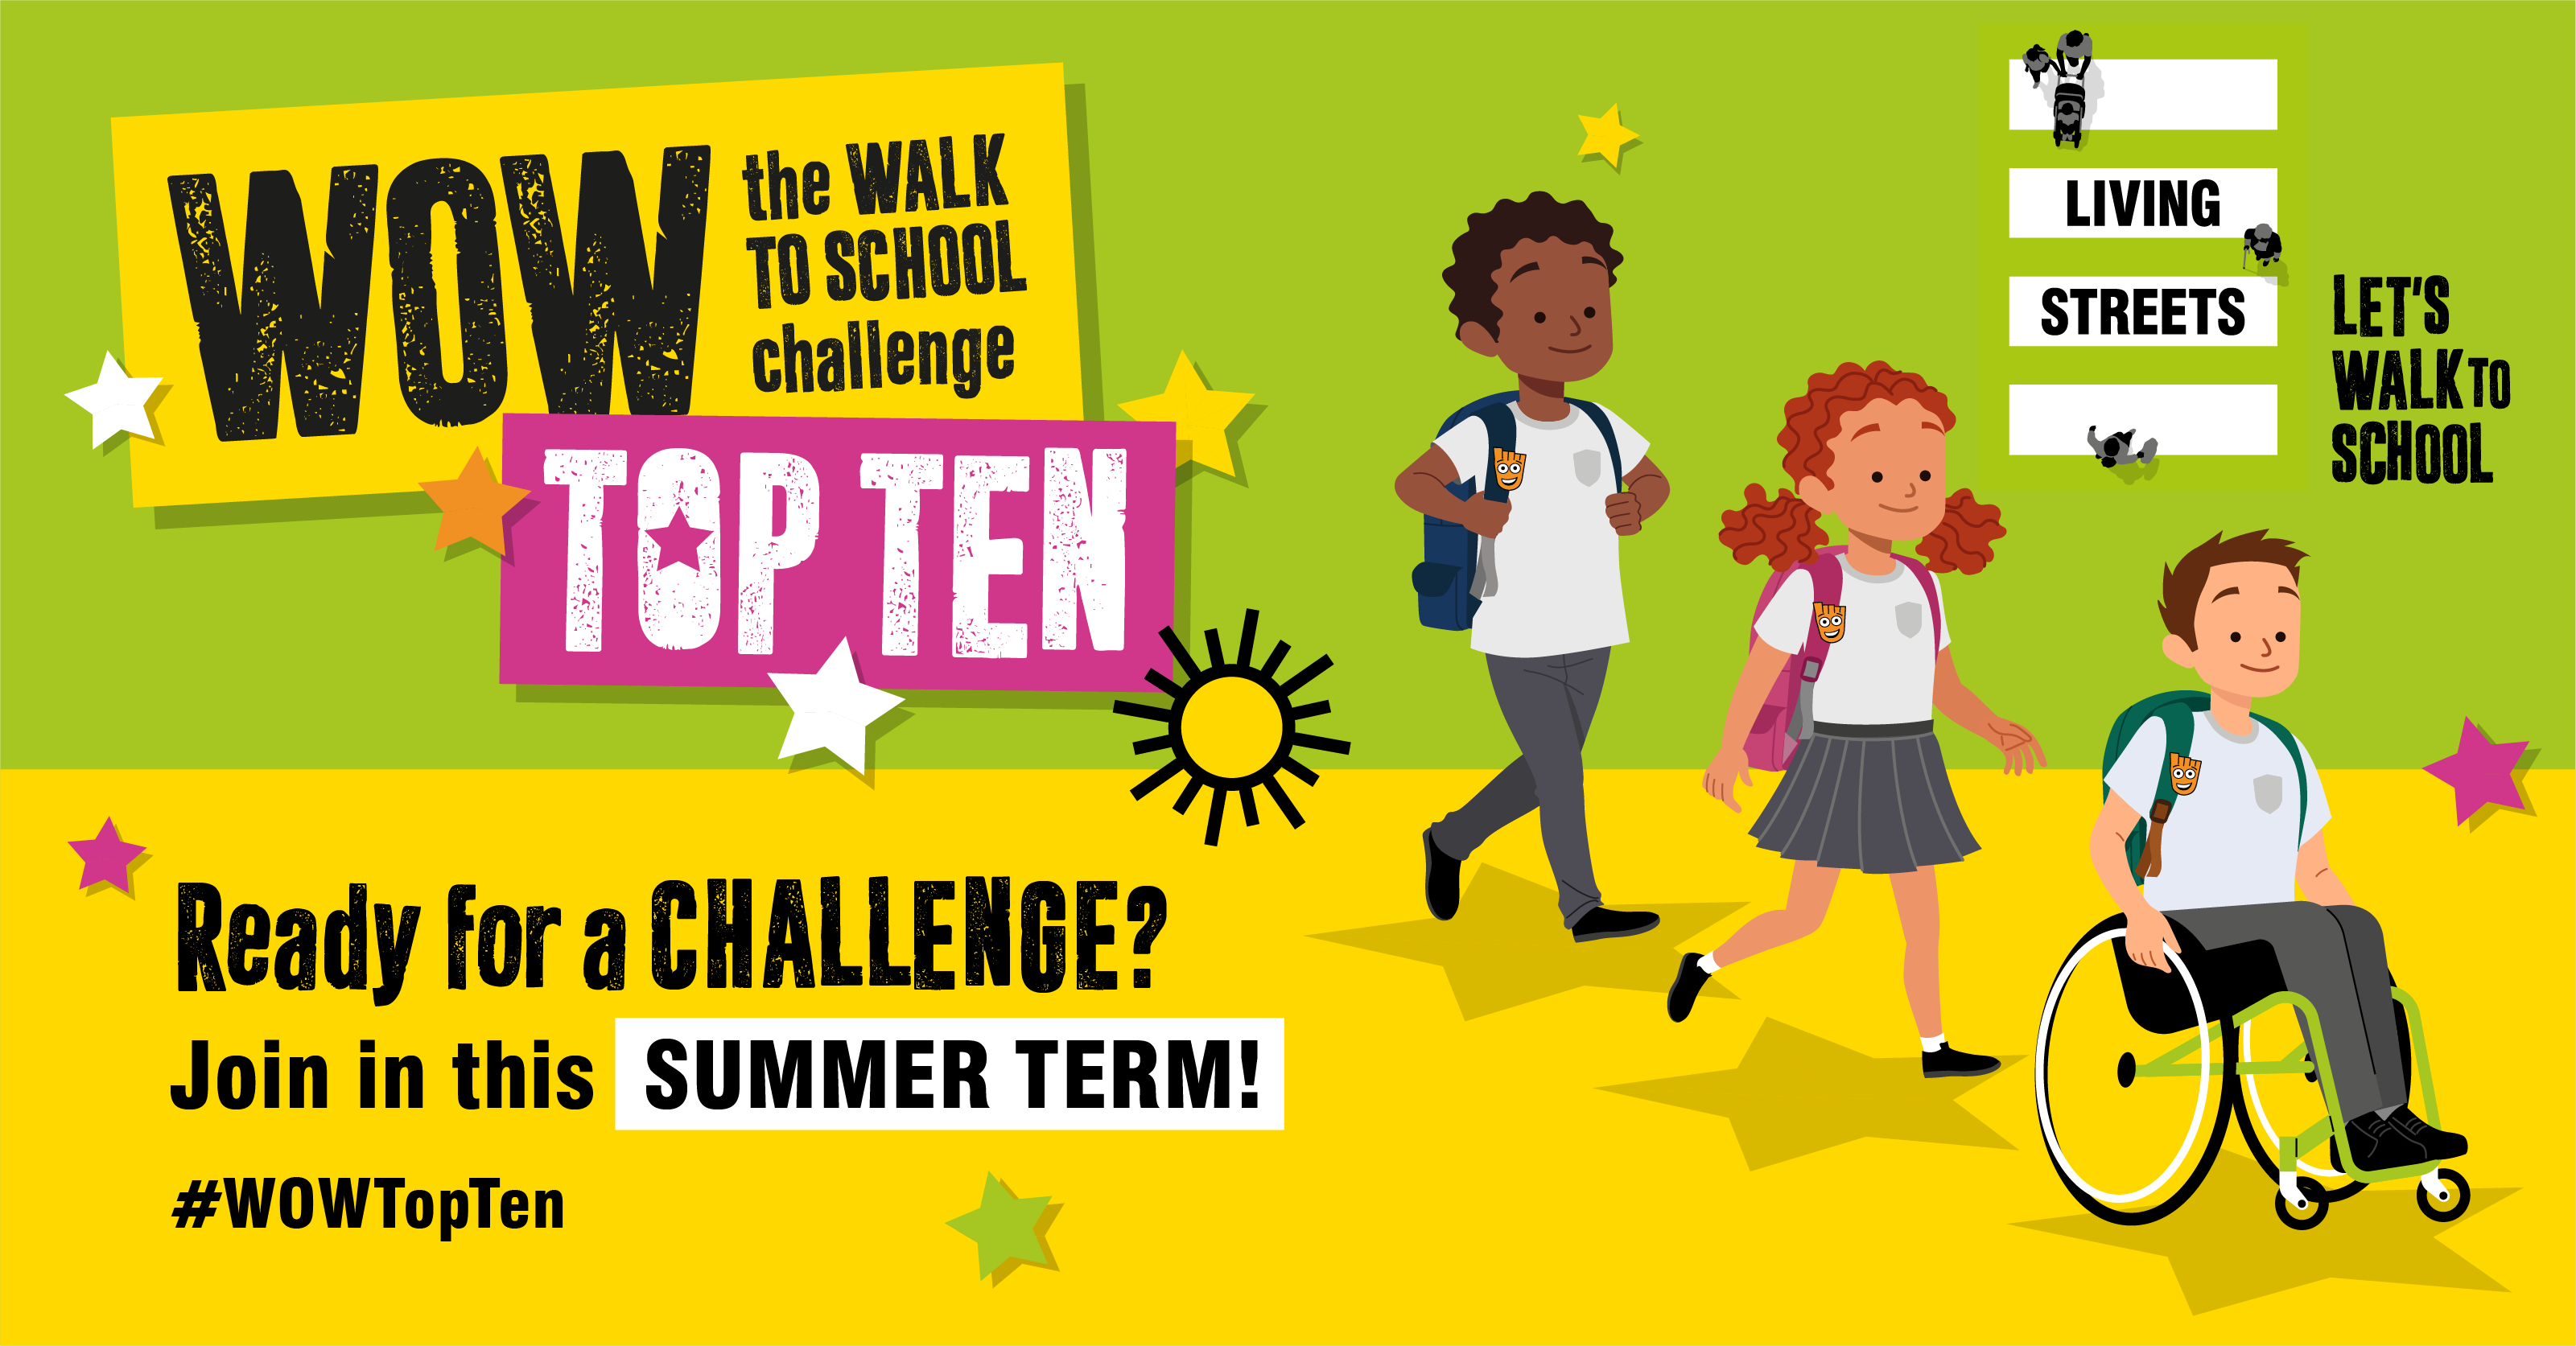 WOW
the WALK
TO SCHOOL
challenge
TOP TEN
LIVING
STREETS
LET'S
WALK TO
SCHOOL
Ready for a CHALLENGE?
Join in this SUMMER TERM!
#WOWTopTen